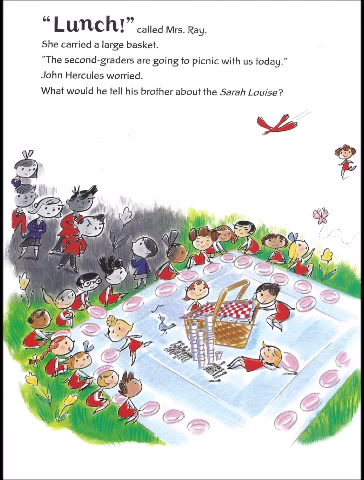 "Lunch!" called Mrs. Ray.
She carried a large basket.
"The second-graders are going to picnic with us today."
John Hercules worried.
What would he tell his brother about the Sarah Louise?